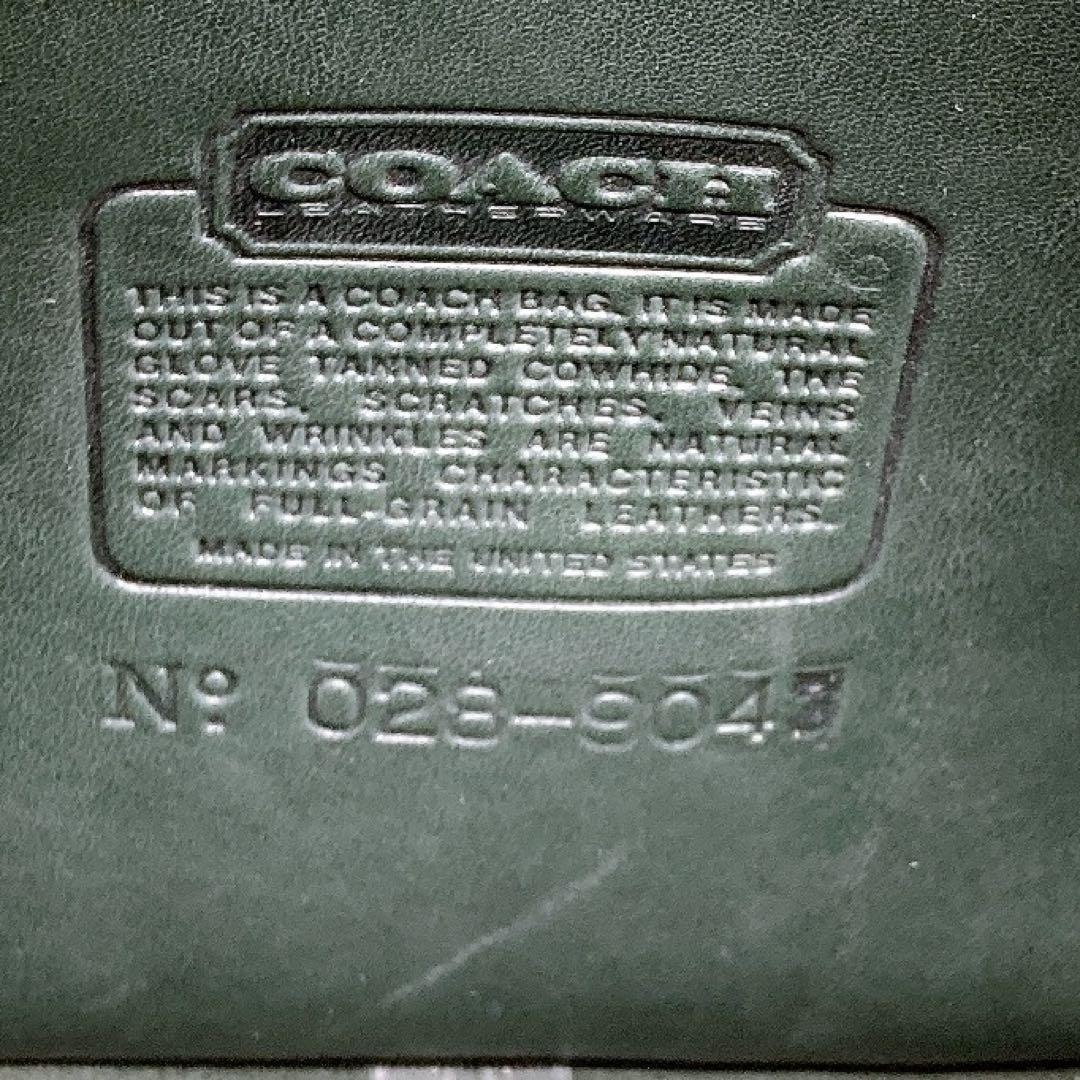 COACH
LEATHERWARE
®
THIS IS A COACH BAG. IT IS MADE
OUT OF A COMPLETELY NATURAL
GLOVE TANNED COWHIDE. THE
SCARS, SCRATCHES, VEINS
AND WRINKLES ARE NATURAL
MARKINGS CHARACTERISTIC
OF FULL-GRAIN LEATHERS.
MADE IN THE UNITED STATES
Nº